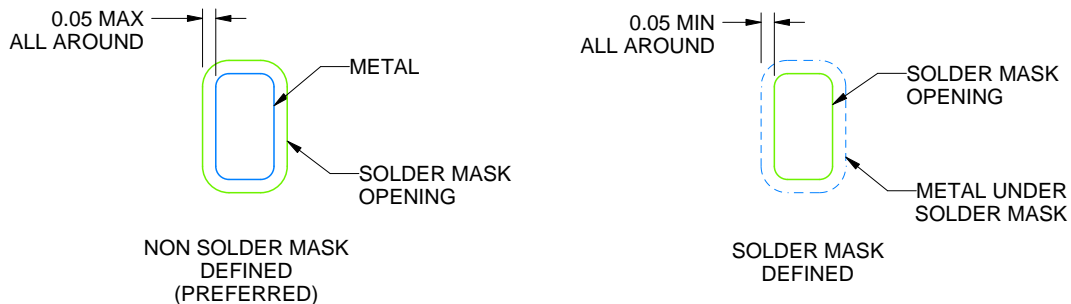 0.05 MAX
ALL AROUND
METAL
SOLDER MASK
OPENING
NON SOLDER MASK
DEFINED
(PREFERRED)
0.05 MIN
ALL AROUND
SOLDER MASK
OPENING
METAL UNDER
SOLDER MASK
SOLDER MASK
DEFINED